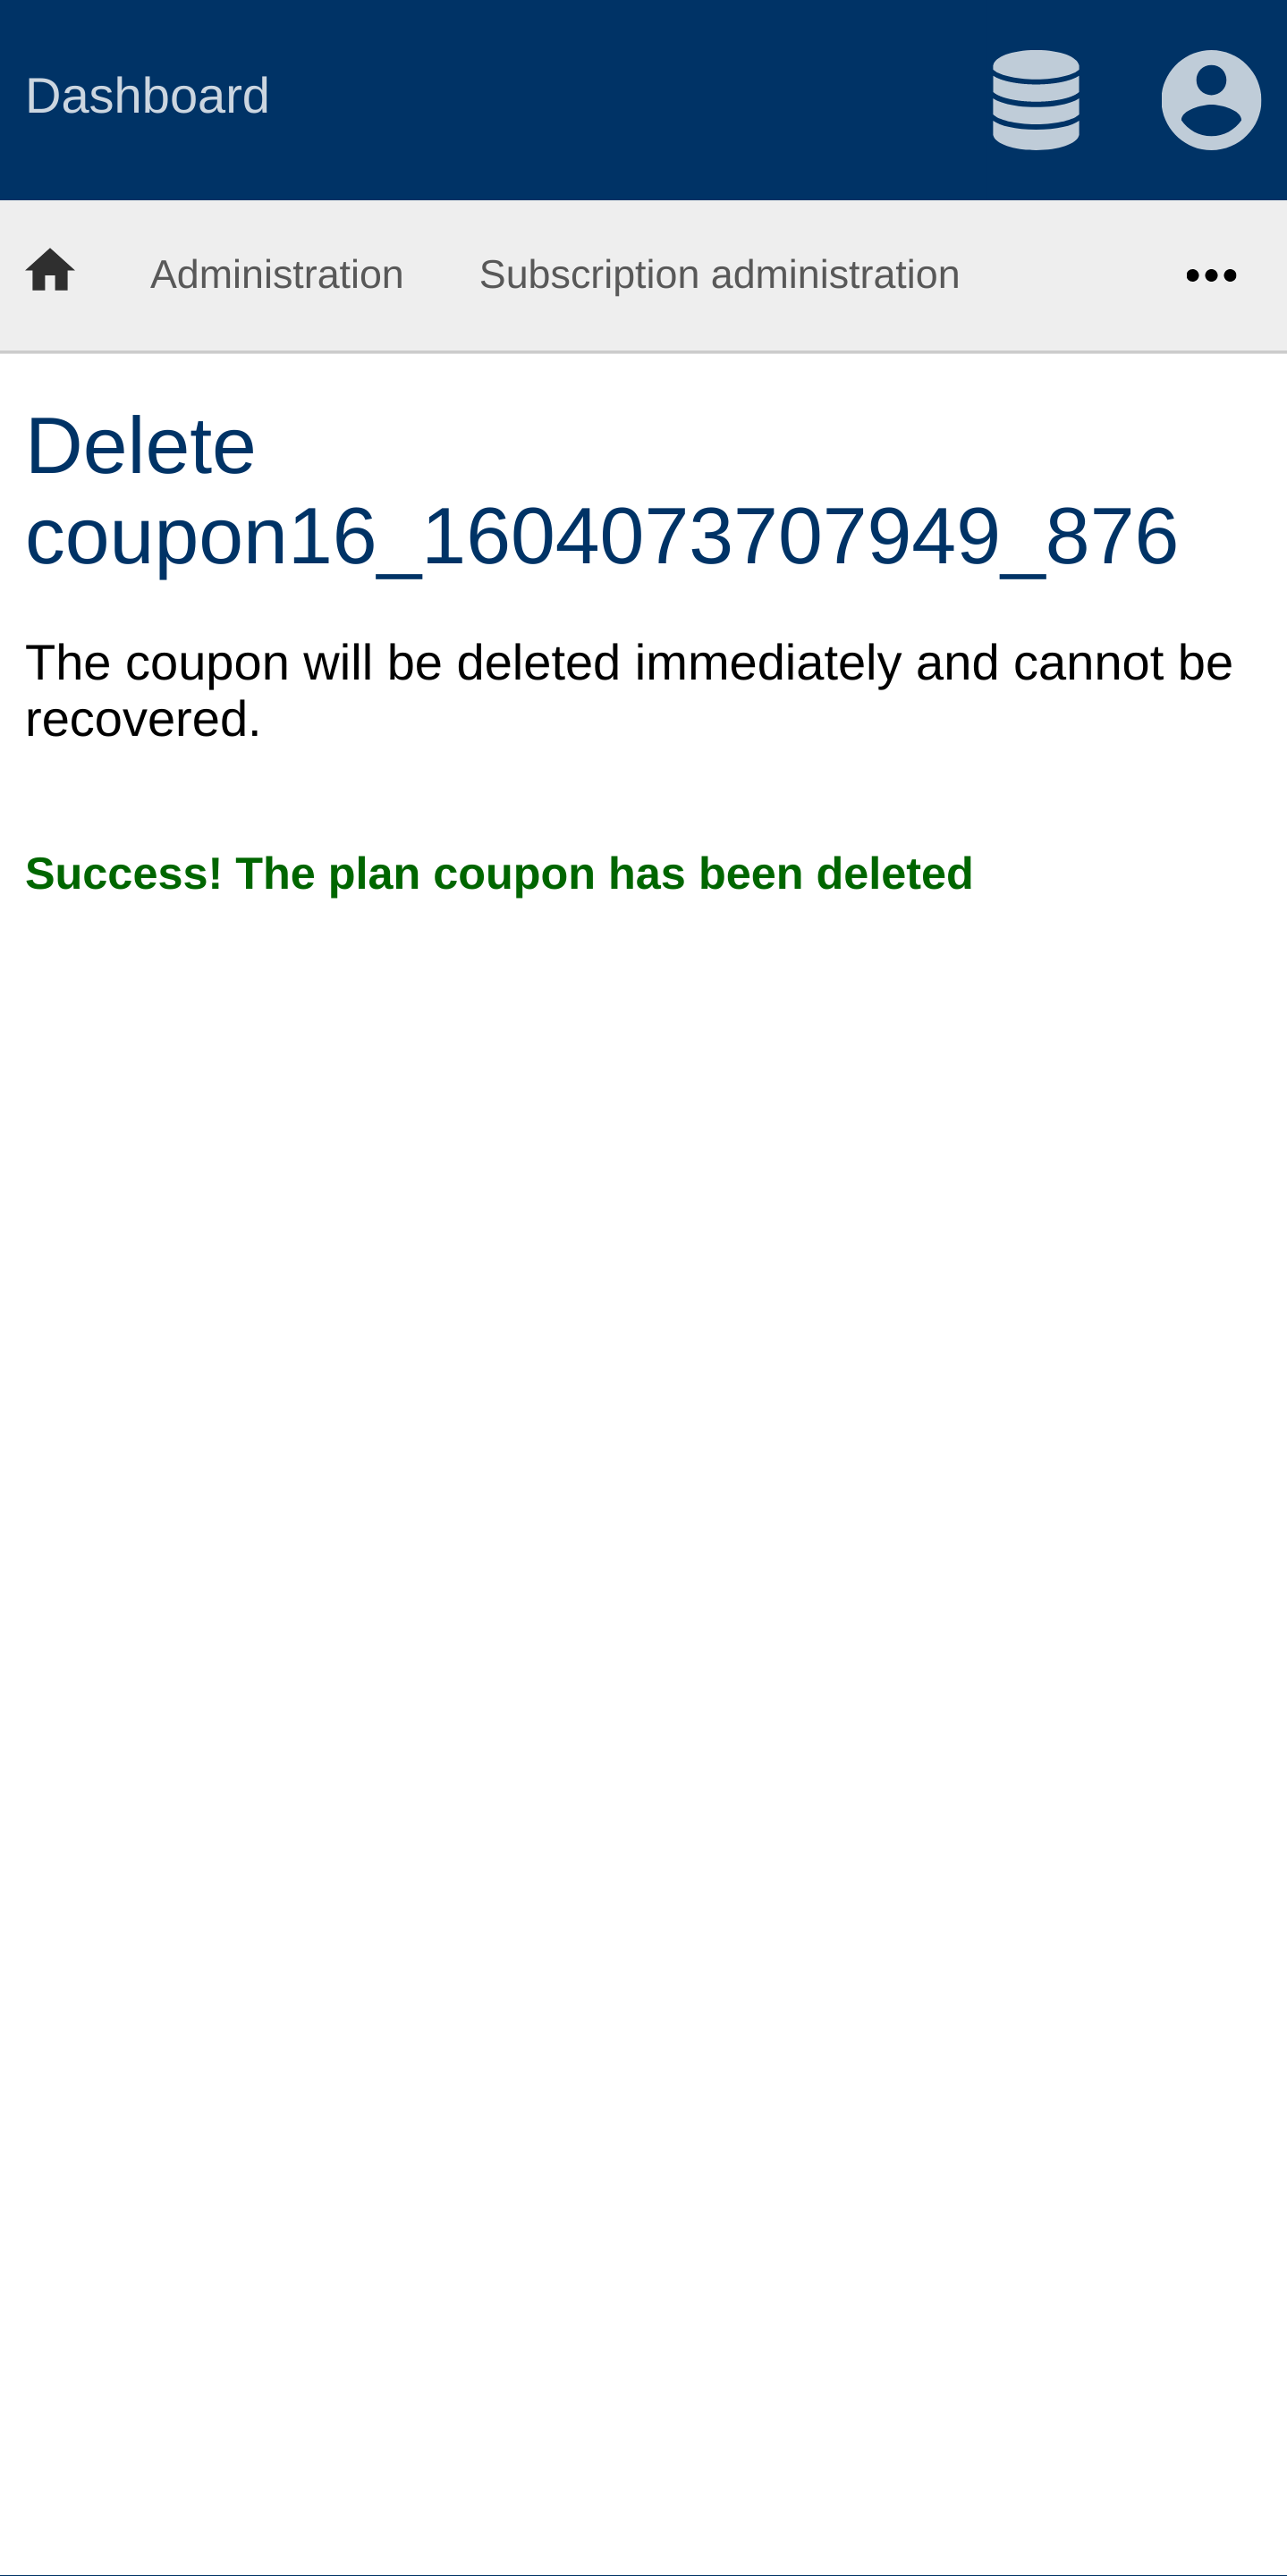 Dashboard
Administration Subscription administration
Delete
coupon16_1604073707949_876
The coupon will be deleted immediately and cannot be
recovered.
Success! The plan coupon has been deleted